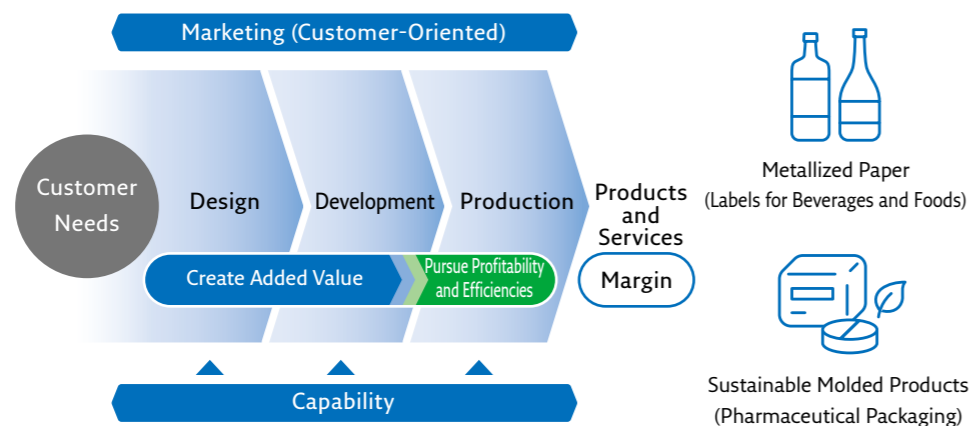 Marketing (Customer-Oriented)
Customer
Needs
Design
Development
Production
Products
and
Services
Create Added Value
Pursue Profitability
and Efficiencies
Margin
Capability
Metallized Paper
(Labels for Beverages and Foods)
Sustainable Molded Products
(Pharmaceutical Packaging)